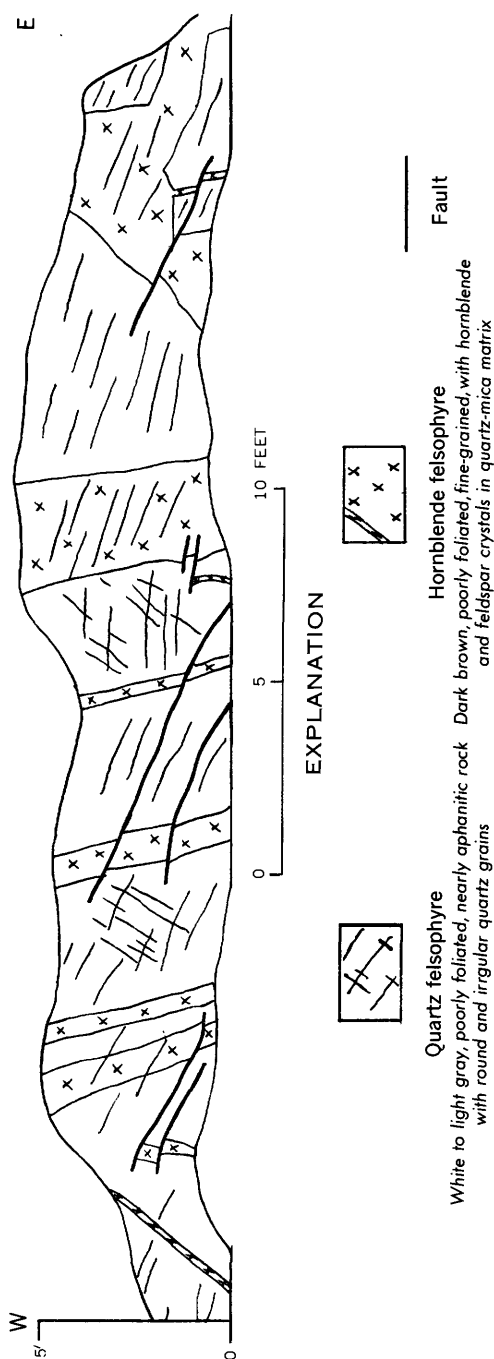 W
E
5'
0
0
5
10 FEET
EXPLANATION
Quartz felsophyre
White to light gray, poorly foliated, nearly aphanitic rock
with round and irrgular quartz grains
Hornblende felsophyre
Dark brown, poorly foliated, fine-grained, with hornblende
and feldspar crystals in quartz-mica matrix
Fault